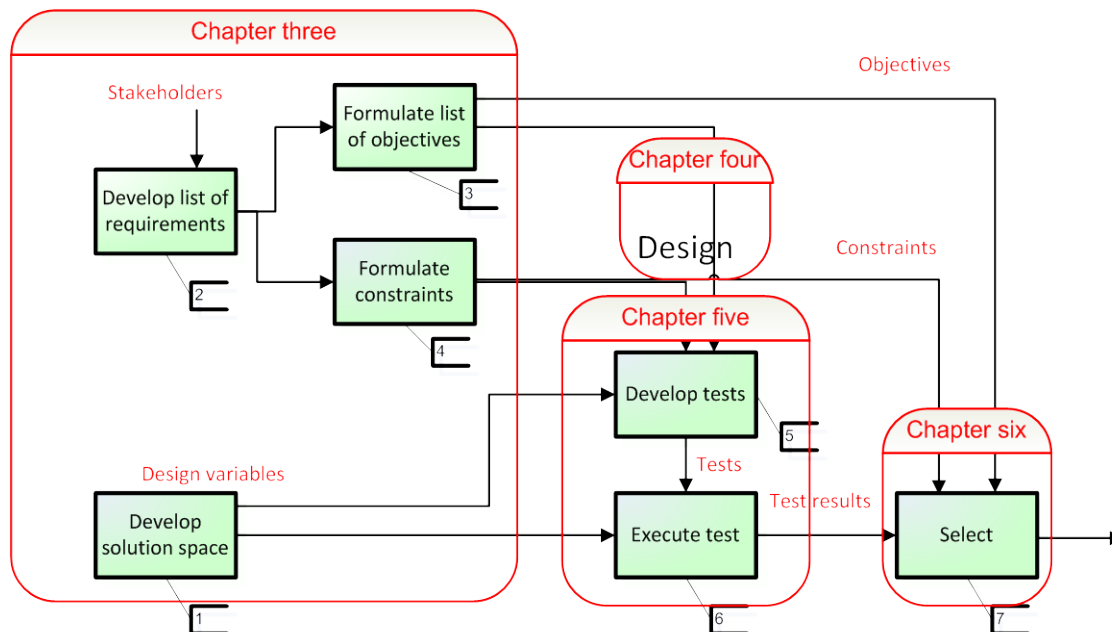 Chapter three
Objectives
Stakeholders
Formulate list
of objectives
Chapter four
3
Develop list of
requirements
Design
Constraints
Formulate
constraints
2
Chapter five
4
Develop tests
5
Chapter six
Tests
Design variables
Test results
Develop
solution space
Execute test
Select
1
6
7